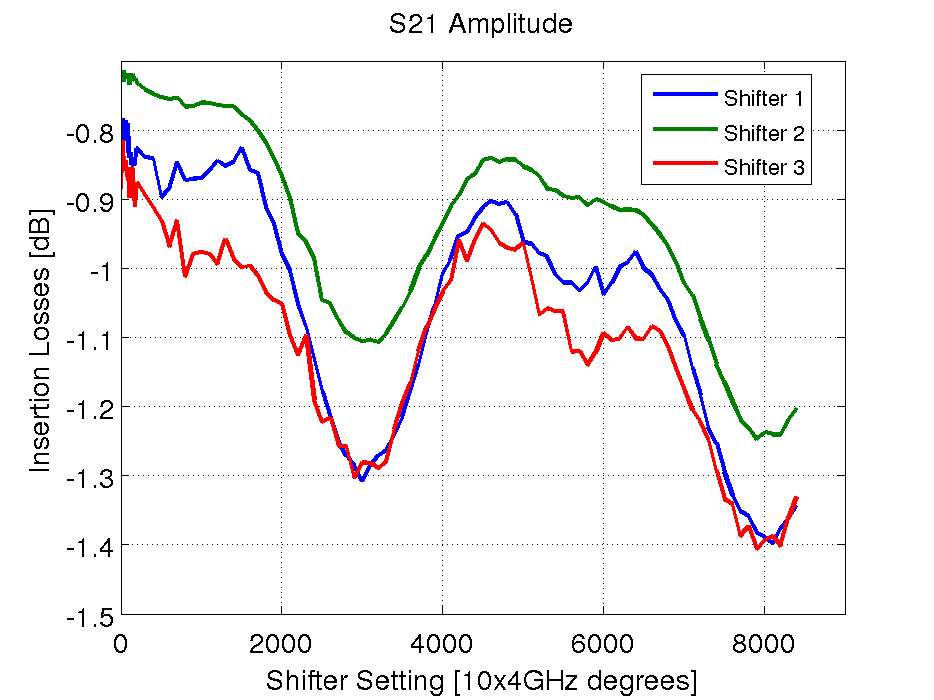 S21 Amplitude
Shifter 1
Shifter 2
Shifter 3
Insertion Losses [dB]
-0.8
-0.9
-1
-1.1
-1.2
-1.3
-1.4
-1.5
0 2000 4000 6000 8000
Shifter Setting [10x4GHz degrees]